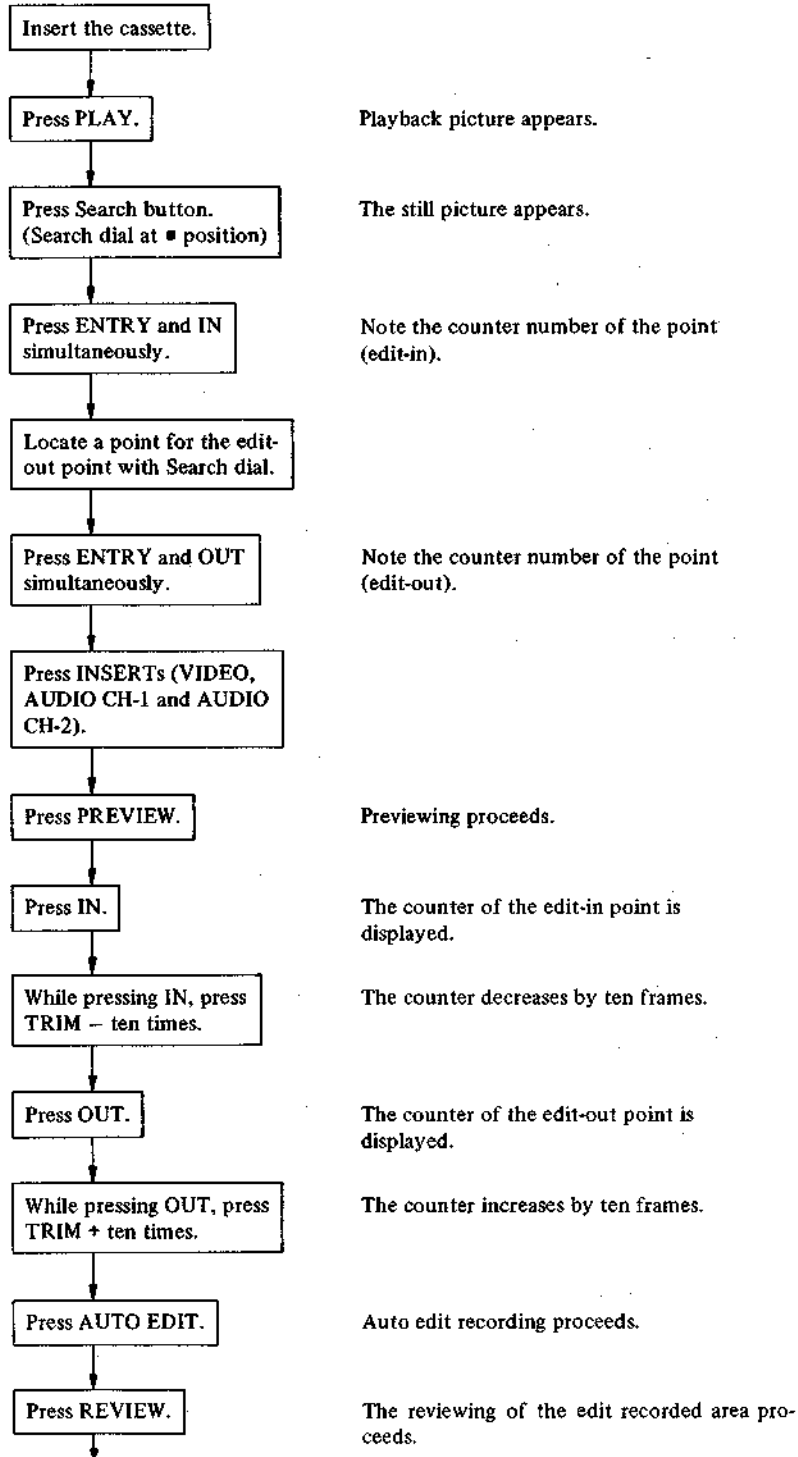 Insert the cassette.
Press PLAY.
Playback picture appears.
Press Search button.
(Search dial at ■ position)
The still picture appears.
Press ENTRY and IN
simultaneously.
Note the counter number of the point
(edit-in).
Locate a point for the edit-
out point with Search dial.
Press ENTRY and OUT
simultaneously.
Note the counter number of the point
(edit-out).
Press INSERTs (VIDEO,
AUDIO CH-1 and AUDIO
CH-2).
Press PREVIEW.
Previewing proceeds.
Press IN.
The counter of the edit-in point is
displayed.
While pressing IN, press
TRIM − ten times.
The counter decreases by ten frames.
Press OUT.
The counter of the edit-out point is
displayed.
While pressing OUT, press
TRIM + ten times.
The counter increases by ten frames.
Press AUTO EDIT.
Auto edit recording proceeds.
Press REVIEW.
The reviewing of the edit recorded area pro-
ceeds.